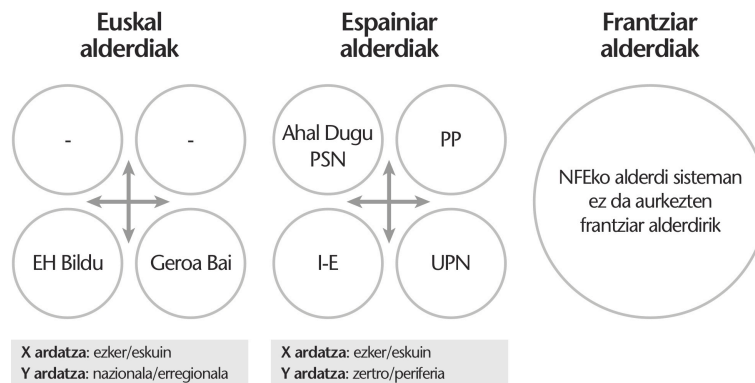 Euskal
alderdiak
-
-
EH Bildu
Geroa Bai
X ardatza: ezker/eskuin
Y ardatza: nazionala/erregionala
Espainiar
alderdiak
Ahal Dugu
PSN
PP
I-E
UPN
X ardatza: ezker/eskuin
Y ardatza: zertro/periferia
Frantziar
alderdiak
NFEko alderdi sisteman
ez da aurkezten
frantziar alderdirik